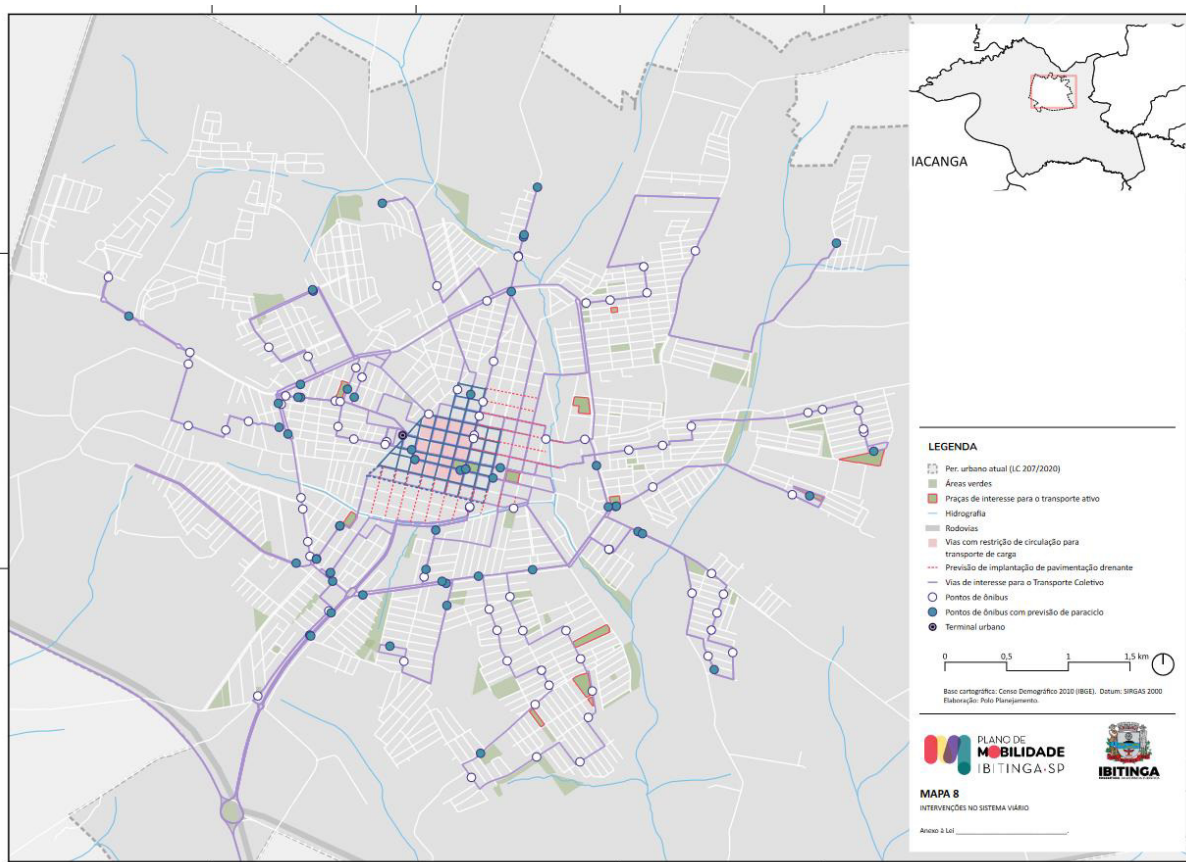 IACANGA
LEGENDA
Per. urbano atual (LC 207/2020)
Áreas verdes
Praças de interesse para o transporte ativo
Hidrografia
Rodovias
Vias com restrição de circulação para
transporte de carga
Previsão de implantação de pavimentação drenante
Vias de interesse para o Transporte Coletivo
Pontos de ônibus
Pontos de ônibus com previsão de paraciclo
Terminal urbano
0 0,5 1 1,5 km
Base cartográfica: Censo Demográfico 2010 (IBGE). Datum: SIRGAS 2000
Elaboração: Polo Planejamento.
PLANO DE
MOBILIDADE
IBITINGA·SP
IBITINGA
MAPA 8
INTERVENÇÕES NO SISTEMA VIÁRIO
Anexo à Lei ______________________________.